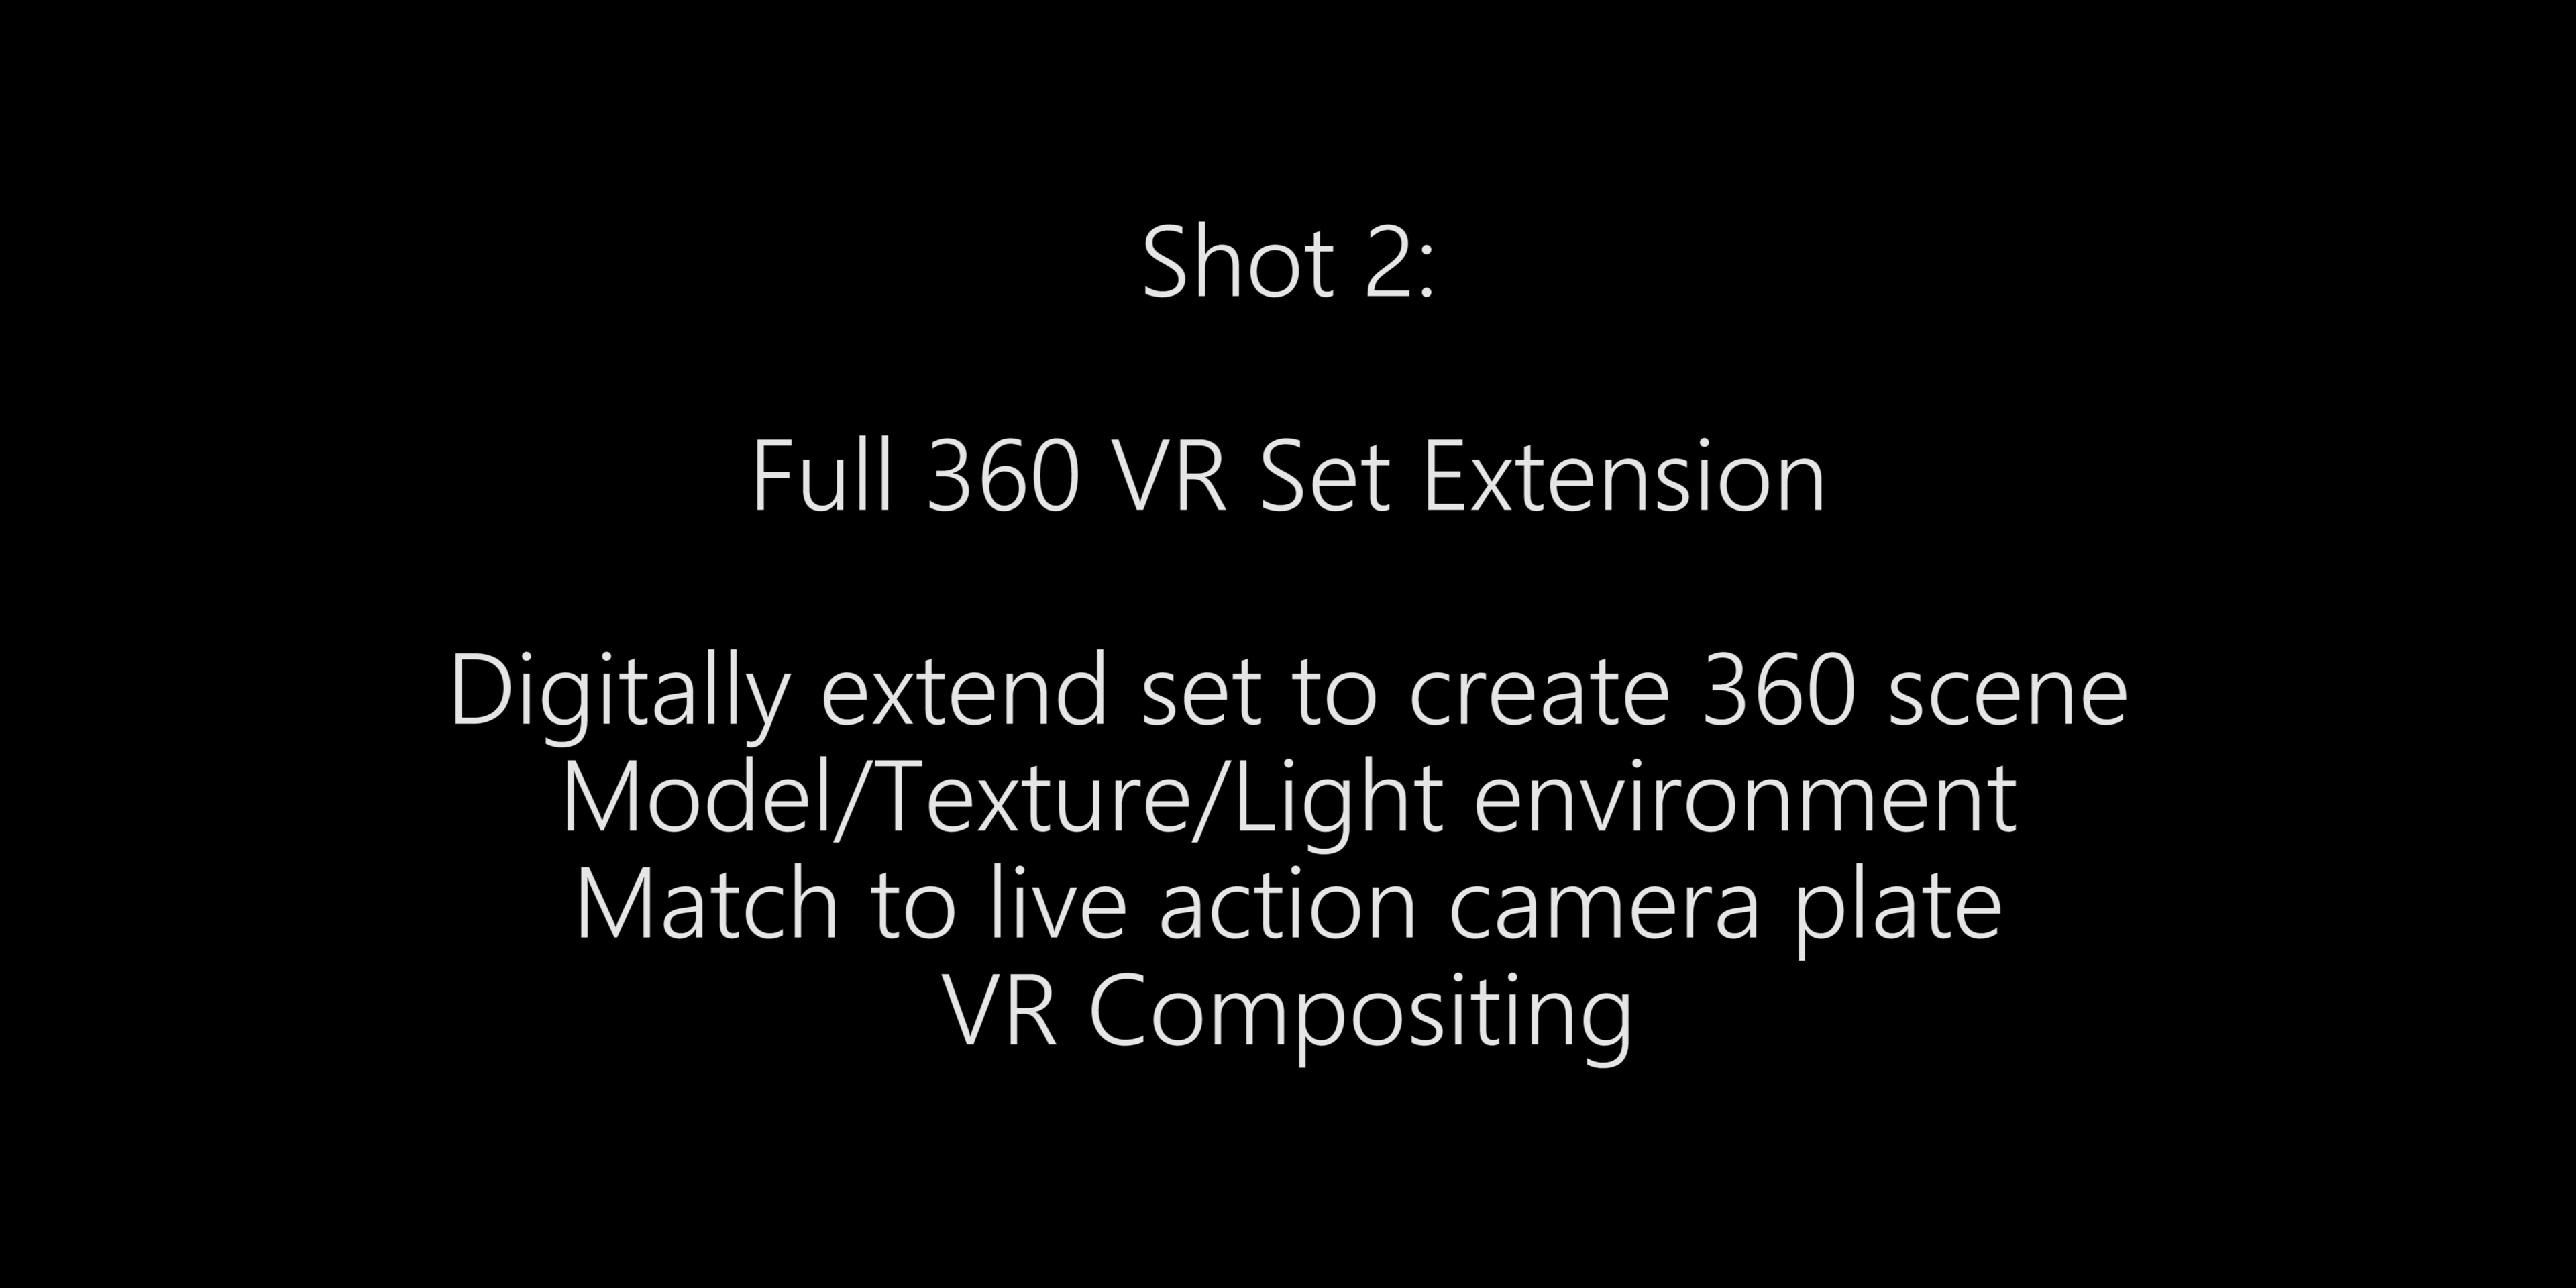 Shot 2:
Full 360 VR Set Extension
Digitally extend set to create 360 scene
Model/Texture/Light environment
Match to live action camera plate
VR Compositing